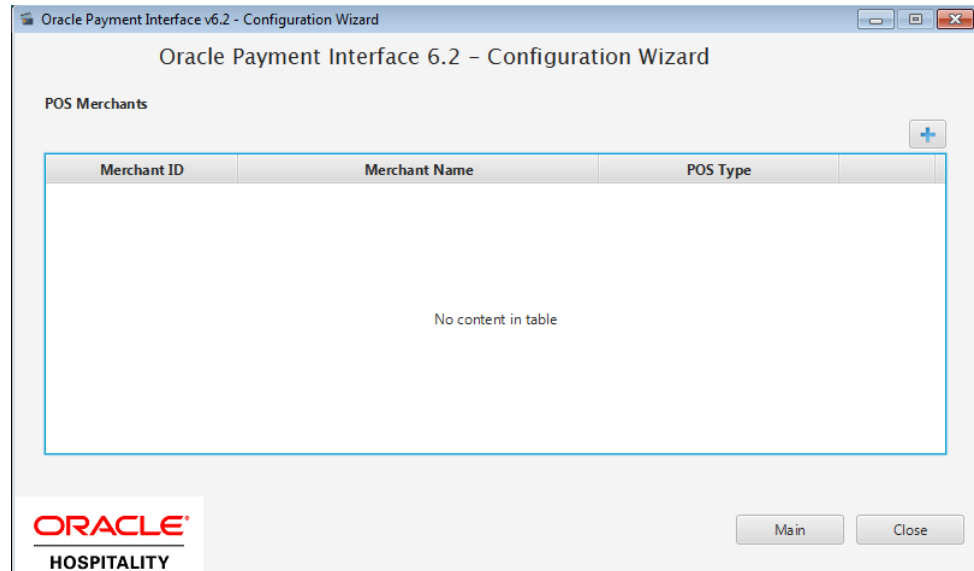 Oracle Payment Interface v6.2 - Configuration Wizard
Oracle Payment Interface 6.2 – Configuration Wizard
POS Merchants
+
Merchant ID Merchant Name POS Type
No content in table
ORACLE®
HOSPITALITY
Main Close